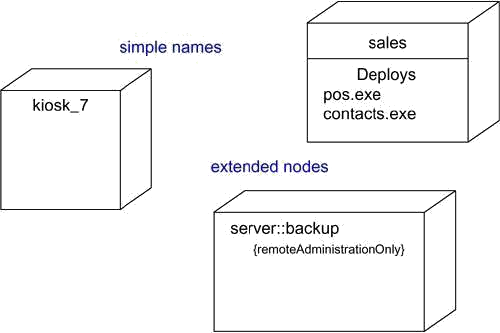 simple names
kiosk_7
sales
Deploys
pos.exe
contacts.exe
extended nodes
server::backup
{remoteAdministrationOnly}